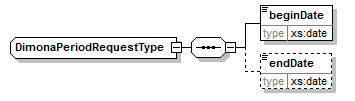 DimonaPeriodRequestType
beginDate
type xs:date
endDate
type xs:date